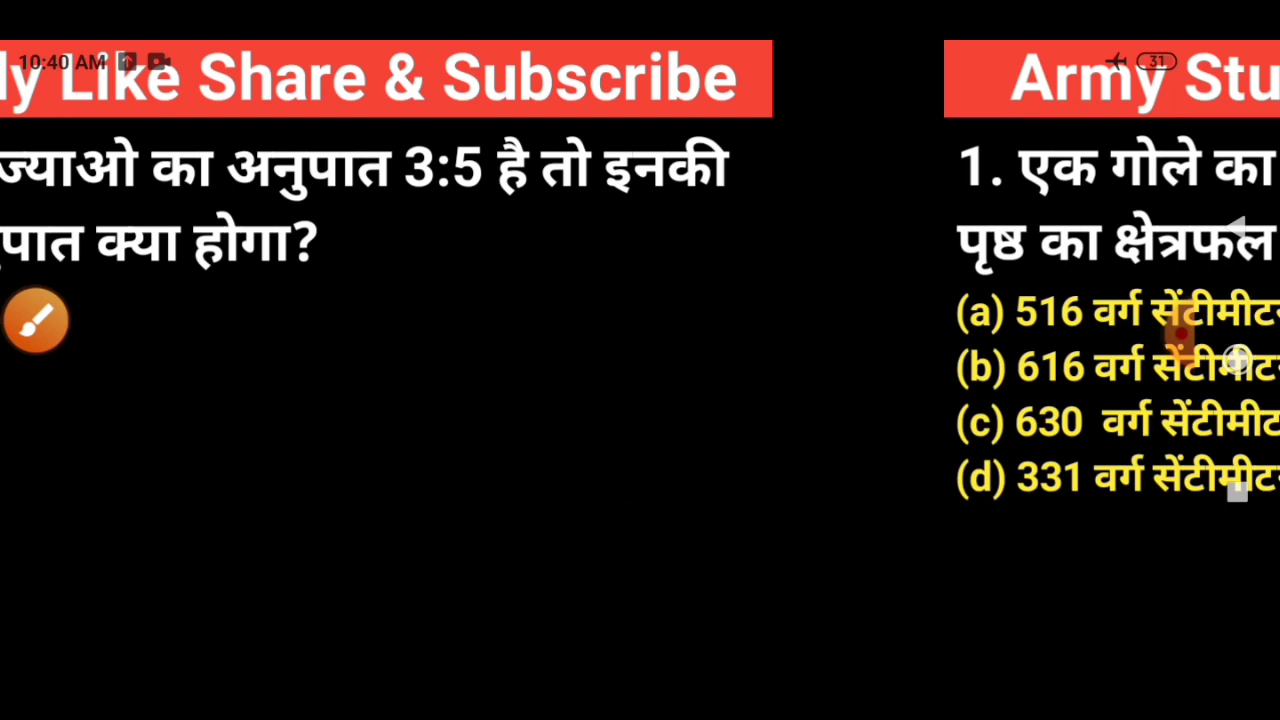 10:40 AM
31
ly Like Share & Subscribe
ज्याओ का अनुपात 3:5 है तो इनकी
पात क्या होगा?
Army Stu
1. एक गोले का
पृष्ठ का क्षेत्रफल
(a) 516 वर्ग सेंटीमीट
(b) 616 वर्ग सेंटीमीट
(c) 630 वर्ग सेंटीमीट
(d) 331 वर्ग सेंटीमीट